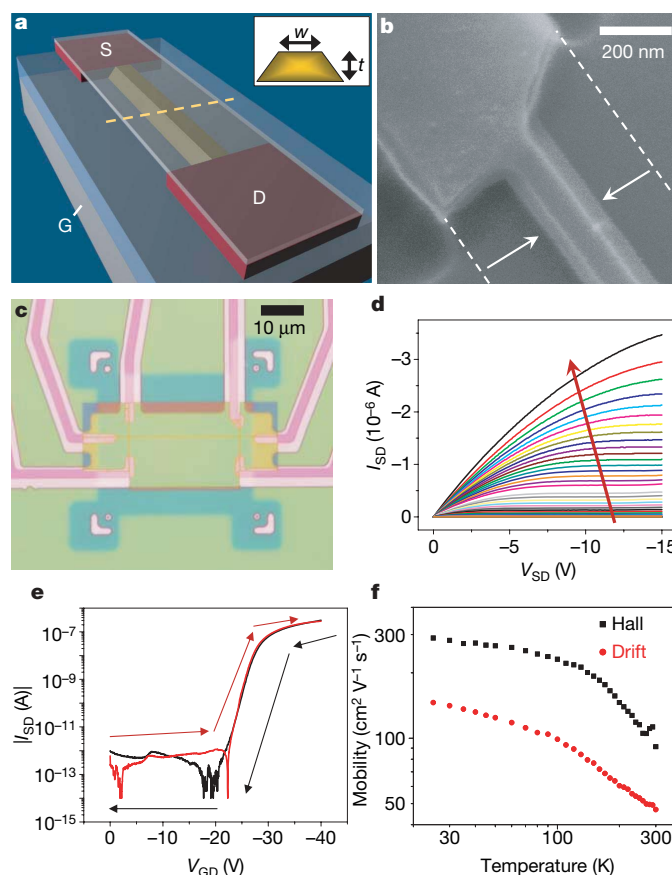 a
S
w
t
D
G
b
200 nm
c
10 μm
d
I_SD (10⁻⁶ A)
–3
–2
–1
0
0 –5 –10 –15
V_SD (V)
e
|I_SD (A)|
10⁻⁷
10⁻⁹
10⁻¹¹
10⁻¹³
10⁻¹⁵
0 –10 –20 –30 –40
V_GD (V)
f
Mobility (cm² V⁻¹ s⁻¹)
300
100
50
Hall
Drift
30 100 300
Temperature (K)